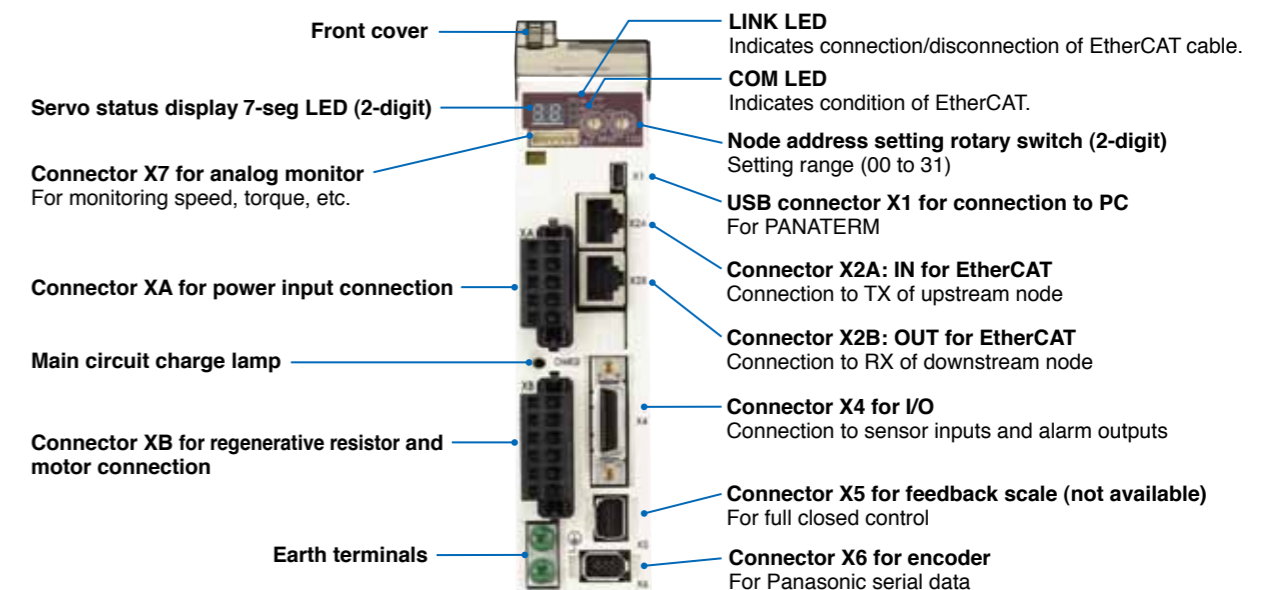 Front cover
Servo status display 7-seg LED (2-digit)
Connector X7 for analog monitor
For monitoring speed, torque, etc.
Connector XA for power input connection
Main circuit charge lamp
Connector XB for regenerative resistor and
motor connection
Earth terminals
LINK LED
Indicates connection/disconnection of EtherCAT cable.
COM LED
Indicates condition of EtherCAT.
Node address setting rotary switch (2-digit)
Setting range (00 to 31)
USB connector X1 for connection to PC
For PANATERM
Connector X2A: IN for EtherCAT
Connection to TX of upstream node
Connector X2B: OUT for EtherCAT
Connection to RX of downstream node
Connector X4 for I/O
Connection to sensor inputs and alarm outputs
Connector X5 for feedback scale (not available)
For full closed control
Connector X6 for encoder
For Panasonic serial data
X1
X2A
XA
X2B
CHARGE
XB
X4
X5
X6